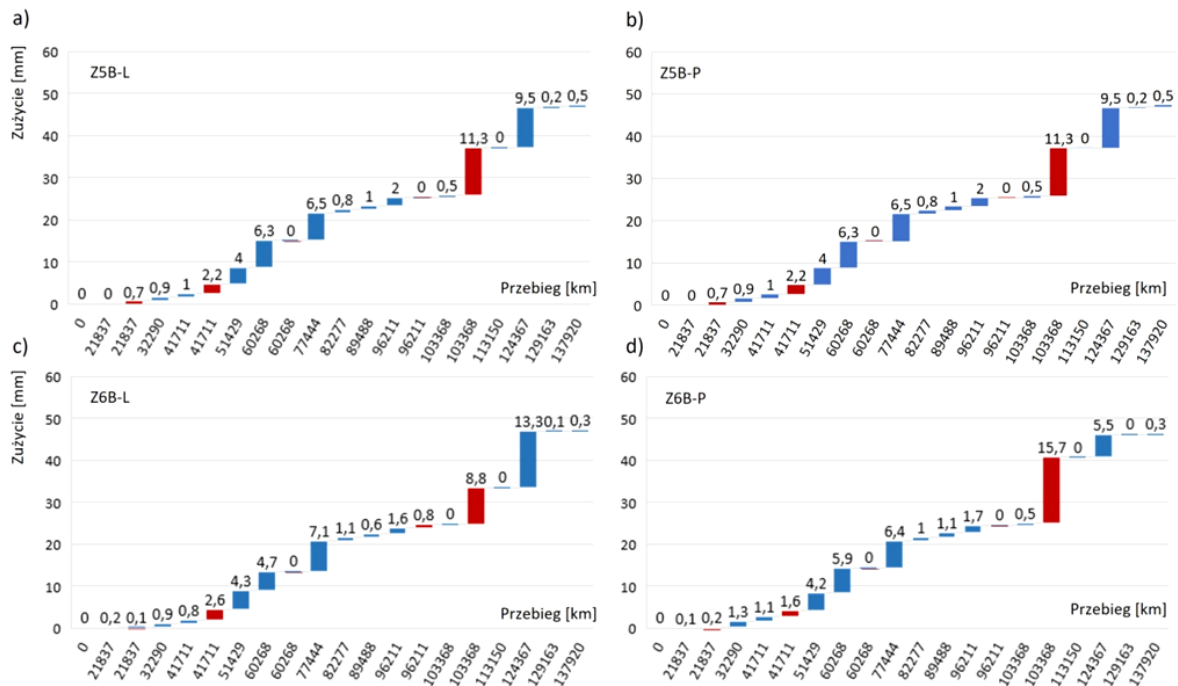 a)
Zużycie [mm]
60
50
40
30
20
10
0
Z5B-L
0 0 0,7 0,9 1 2,2 4 6,3 0 6,5 0,8 1 2 0 0,5 11,3 0 9,5 0,2 0,5
Przebieg [km]
0 21837 21837 32290 41711 41711 51429 60268 60268 77444 82277 89488 96211 96211 103368 103368 113150 124367 129163 137920
b)
60
50
40
30
20
10
0
Z5B-P
0 0 0,7 0,9 1 2,2 4 6,3 0 6,5 0,8 1 2 0 0,5 11,3 0 9,5 0,2 0,5
Przebieg [km]
0 21837 21837 32290 41711 41711 51429 60268 60268 77444 82277 89488 96211 96211 103368 103368 113150 124367 129163 137920
c)
Zużycie [mm]
60
50
40
30
20
10
0
Z6B-L
0 0,2 0,1 0,9 0,8 2,6 4,3 4,7 0 7,1 1,1 0,6 1,6 0,8 0 8,8 0 13,3 0,1 0,3
Przebieg [km]
0 21837 21837 32290 41711 41711 51429 60268 60268 77444 82277 89488 96211 96211 103368 103368 113150 124367 129163 137920
d)
60
50
40
30
20
10
0
Z6B-P
0 0,1 0,2 1,3 1,1 1,6 4,2 5,9 0 6,4 1 1,1 1,7 0 0,5 15,7 0 5,5 0 0,3
Przebieg [km]
0 21837 21837 32290 41711 41711 51429 60268 60268 77444 82277 89488 96211 96211 103368 103368 113150 124367 129163 137920